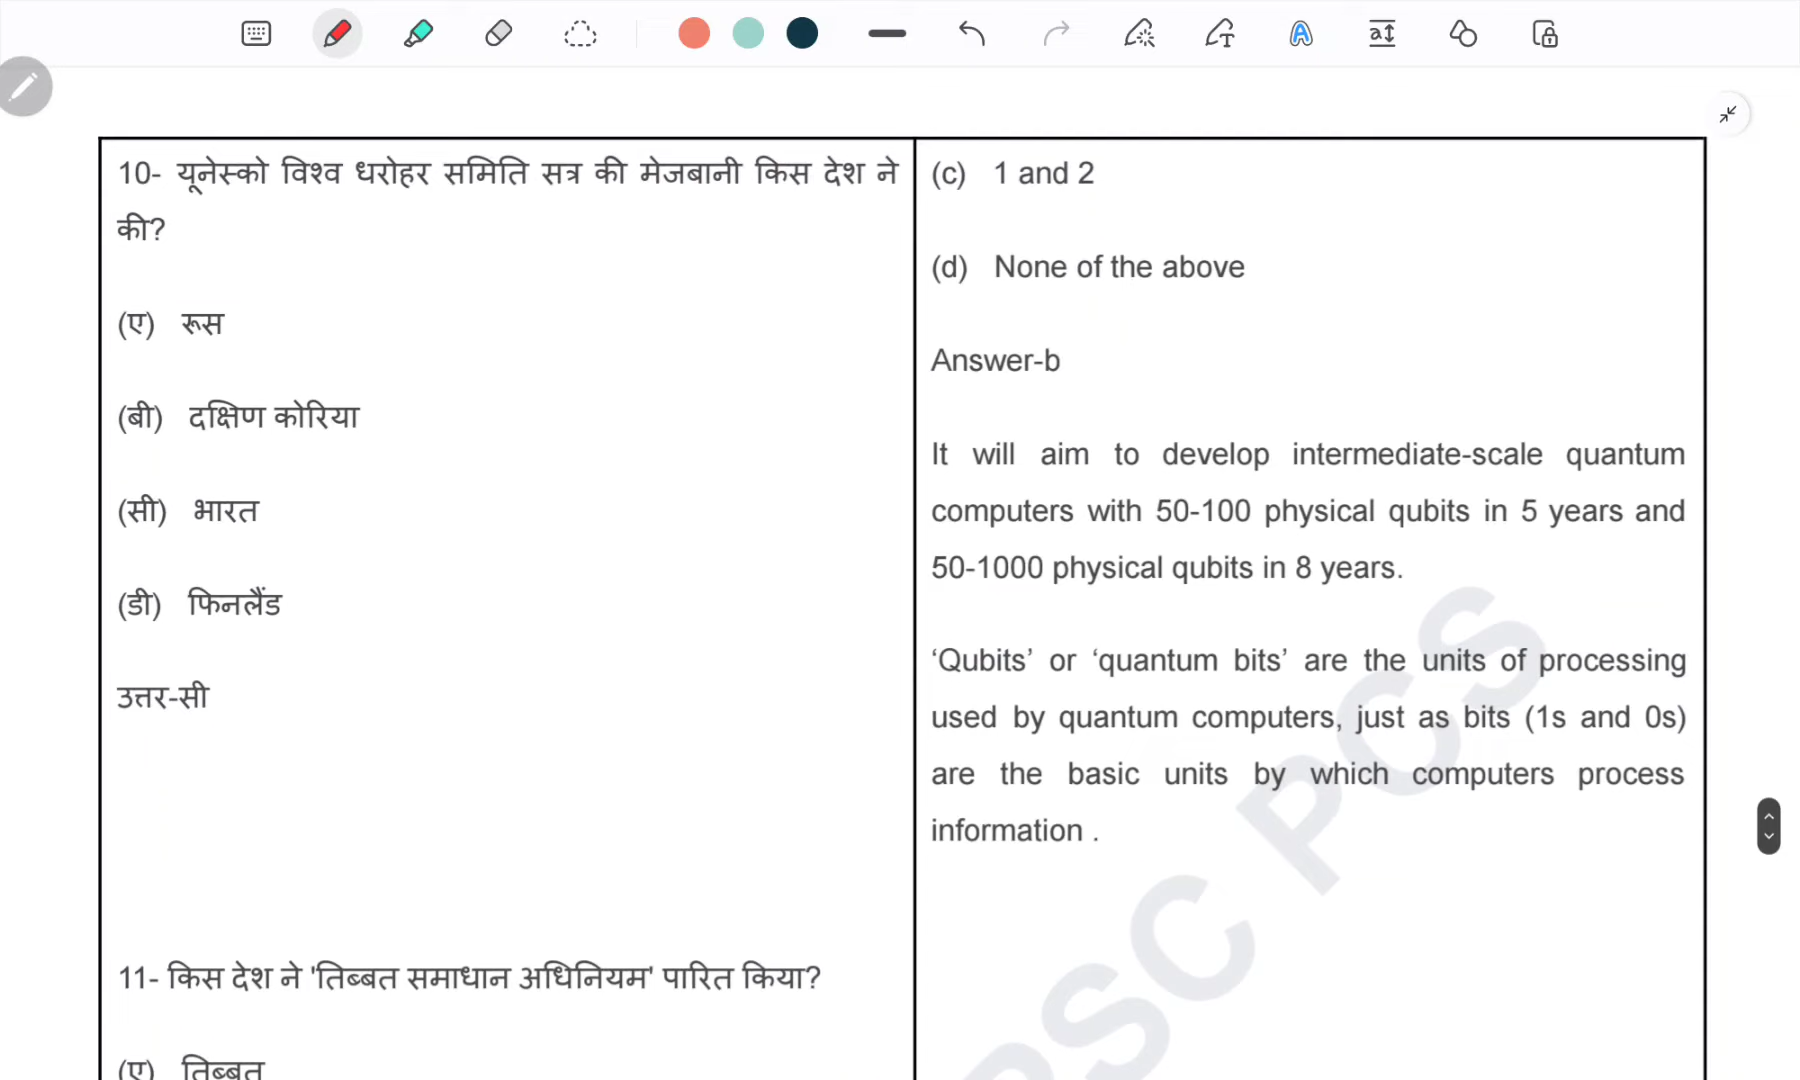 10- यूनेस्को विश्व धरोहर समिति सत्र की मेजबानी किस देश ने
की?
(ए) रूस
(बी) दक्षिण कोरिया
(सी) भारत
(डी) फिनलैंड
उत्तर-सी
11- किस देश ने 'तिब्बत समाधान अधिनियम' पारित किया?
(ए) तिब्बत
(c) 1 and 2
(d) None of the above
Answer-b
It will aim to develop intermediate-scale quantum
computers with 50-100 physical qubits in 5 years and
50-1000 physical qubits in 8 years.
‘Qubits’ or ‘quantum bits’ are the units of processing
used by quantum computers, just as bits (1s and 0s)
are the basic units by which computers process
information .
PSC PCS